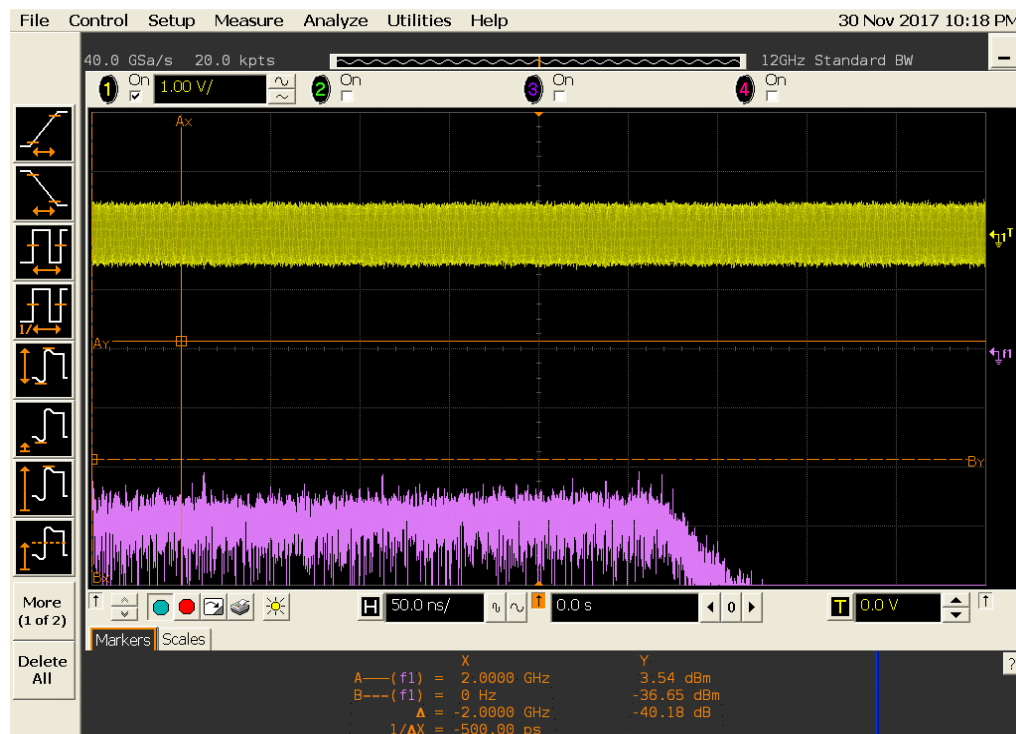 File Control Setup Measure Analyze Utilities Help 30 Nov 2017 10:18 PM
40.0 GSa/s 20.0 kpts 12GHz Standard BW
1 On 1.00 V/ 2 On 3 On 4 On
Ax
1T
Ay
f1
By
Bx
1/
More
(1 of 2)
Delete
All
H 50.0 ns/ T 0.0 s 0 T 0.0 V T
Markers Scales
?
X Y
A——(f1) = 2.0000 GHz 3.54 dBm
B---(f1) = 0 Hz -36.65 dBm
Δ = -2.0000 GHz -40.18 dB
1/ΔX = -500.00 ps